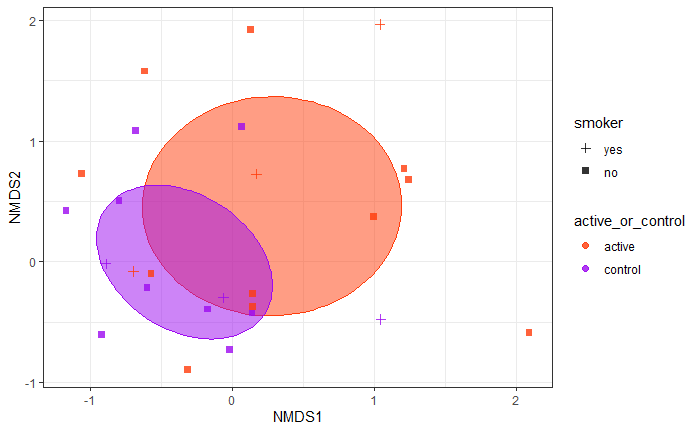 2
1
0
-1
NMDS2
-1
0
1
2
NMDS1
smoker
yes
no
active_or_control
active
control